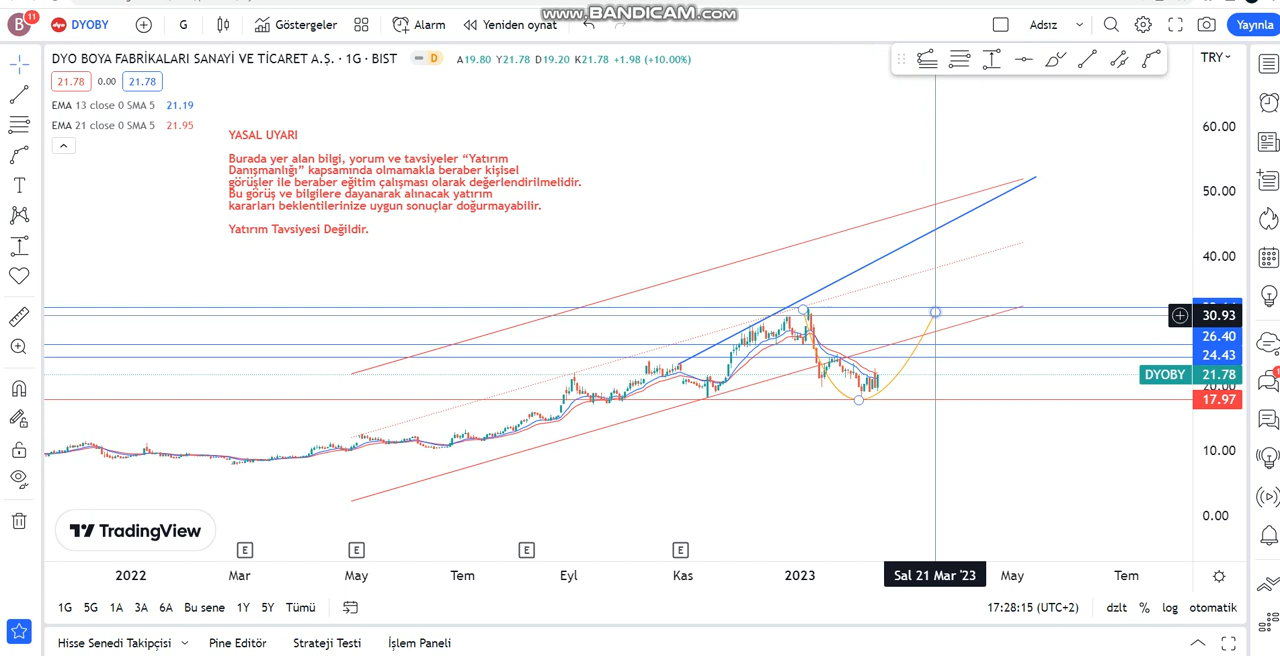 www.BANDICAM.com
B 11 dyo DYOBY G Göstergeler Alarm Yeniden oynat Adsız Yayınla
DYO BOYA FABRİKALARI SANAYİ VE TİCARET A.Ş. · 1G · BIST D A19.80 Y21.78 D19.20 K21.78 +1.98 (+10.00%) TRY
21.78 0.00 21.78
EMA 13 close 0 SMA 5 21.19
EMA 21 close 0 SMA 5 21.95
YASAL UYARI
Burada yer alan bilgi, yorum ve tavsiyeler “Yatırım
Danışmanlığı” kapsamında olmamakla beraber kişisel
görüşler ile beraber eğitim çalışması olarak değerlendirilmelidir.
Bu görüş ve bilgilere dayanarak alınacak yatırım
kararları beklentilerinize uygun sonuçlar doğurmayabilir.
Yatırım Tavsiyesi Değildir.
60.00
50.00
40.00
30.93
26.40
24.43
DYOBY 21.78
20.00
17.97
10.00
0.00
TradingView
E E E E
2022 Mar May Tem Eyl Kas 2023 Sal 21 Mar '23 May Tem
1G 5G 1A 3A 6A Bu sene 1Y 5Y Tümü 17:28:15 (UTC+2) dzlt % log otomatik
Hisse Senedi Takipçisi Pine Editör Strateji Testi İşlem Paneli